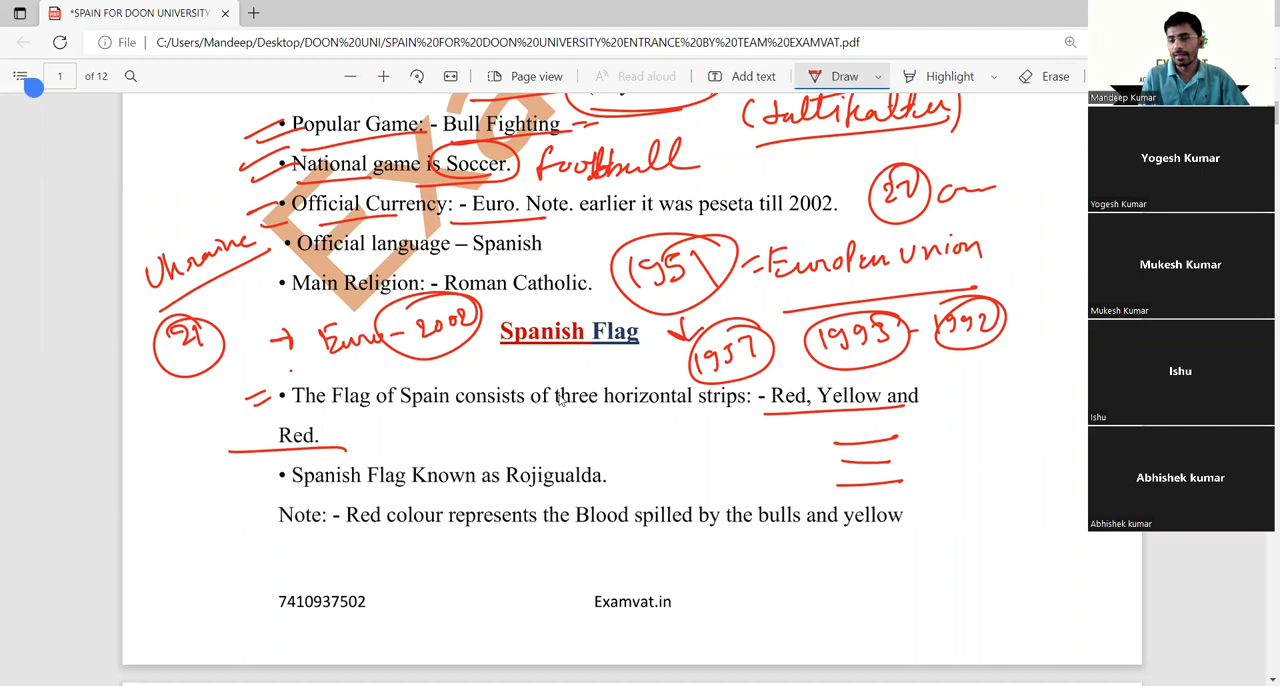 *SPAIN FOR DOON UNIVERSITY
File C:/Users/Mandeep/Desktop/DOON%20UNI/SPAIN%20FOR%20DOON%20UNIVERSITY%20ENTRANCE%20BY%20TEAM%20EXAMVAT.pdf
1 of 12 Page view Read aloud Add text Draw Highlight Erase
Mandeep Kumar
(Jallikattu)
• Popular Game: - Bull Fighting
• National game is Soccer. football
• Official Currency: - Euro. Note. earlier it was peseta till 2002.
27
Ukraine
• Official language – Spanish
1951 = European union
• Main Religion: - Roman Catholic.
→ Euro - 2002
Spanish Flag
1957 1993 - 1992
• The Flag of Spain consists of three horizontal strips: - Red, Yellow and
Red.
• Spanish Flag Known as Rojigualda.
Note: - Red colour represents the Blood spilled by the bulls and yellow
7410937502 Examvat.in
Yogesh Kumar
Yogesh Kumar
Mukesh Kumar
Mukesh Kumar
Ishu
Ishu
Abhishek kumar
Abhishek kumar